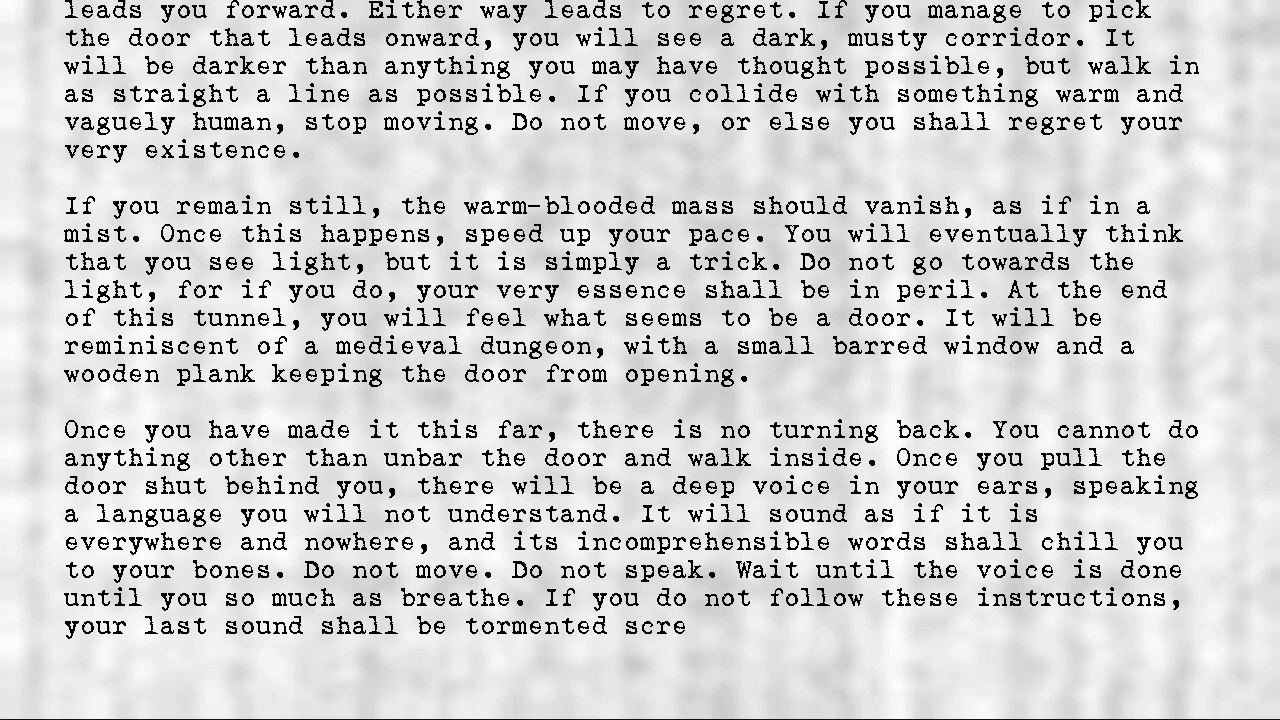 leads you forward. Either way leads to regret. If you manage to pick
the door that leads onward, you will see a dark, musty corridor. It
will be darker than anything you may have thought possible, but walk in
as straight a line as possible. If you collide with something warm and
vaguely human, stop moving. Do not move, or else you shall regret your
very existence.

If you remain still, the warm-blooded mass should vanish, as if in a
mist. Once this happens, speed up your pace. You will eventually think
that you see light, but it is simply a trick. Do not go towards the
light, for if you do, your very essence shall be in peril. At the end
of this tunnel, you will feel what seems to be a door. It will be
reminiscent of a medieval dungeon, with a small barred window and a
wooden plank keeping the door from opening.

Once you have made it this far, there is no turning back. You cannot do
anything other than unbar the door and walk inside. Once you pull the
door shut behind you, there will be a deep voice in your ears, speaking
a language you will not understand. It will sound as if it is
everywhere and nowhere, and its incomprehensible words shall chill you
to your bones. Do not move. Do not speak. Wait until the voice is done
until you so much as breathe. If you do not follow these instructions,
your last sound shall be tormented scre